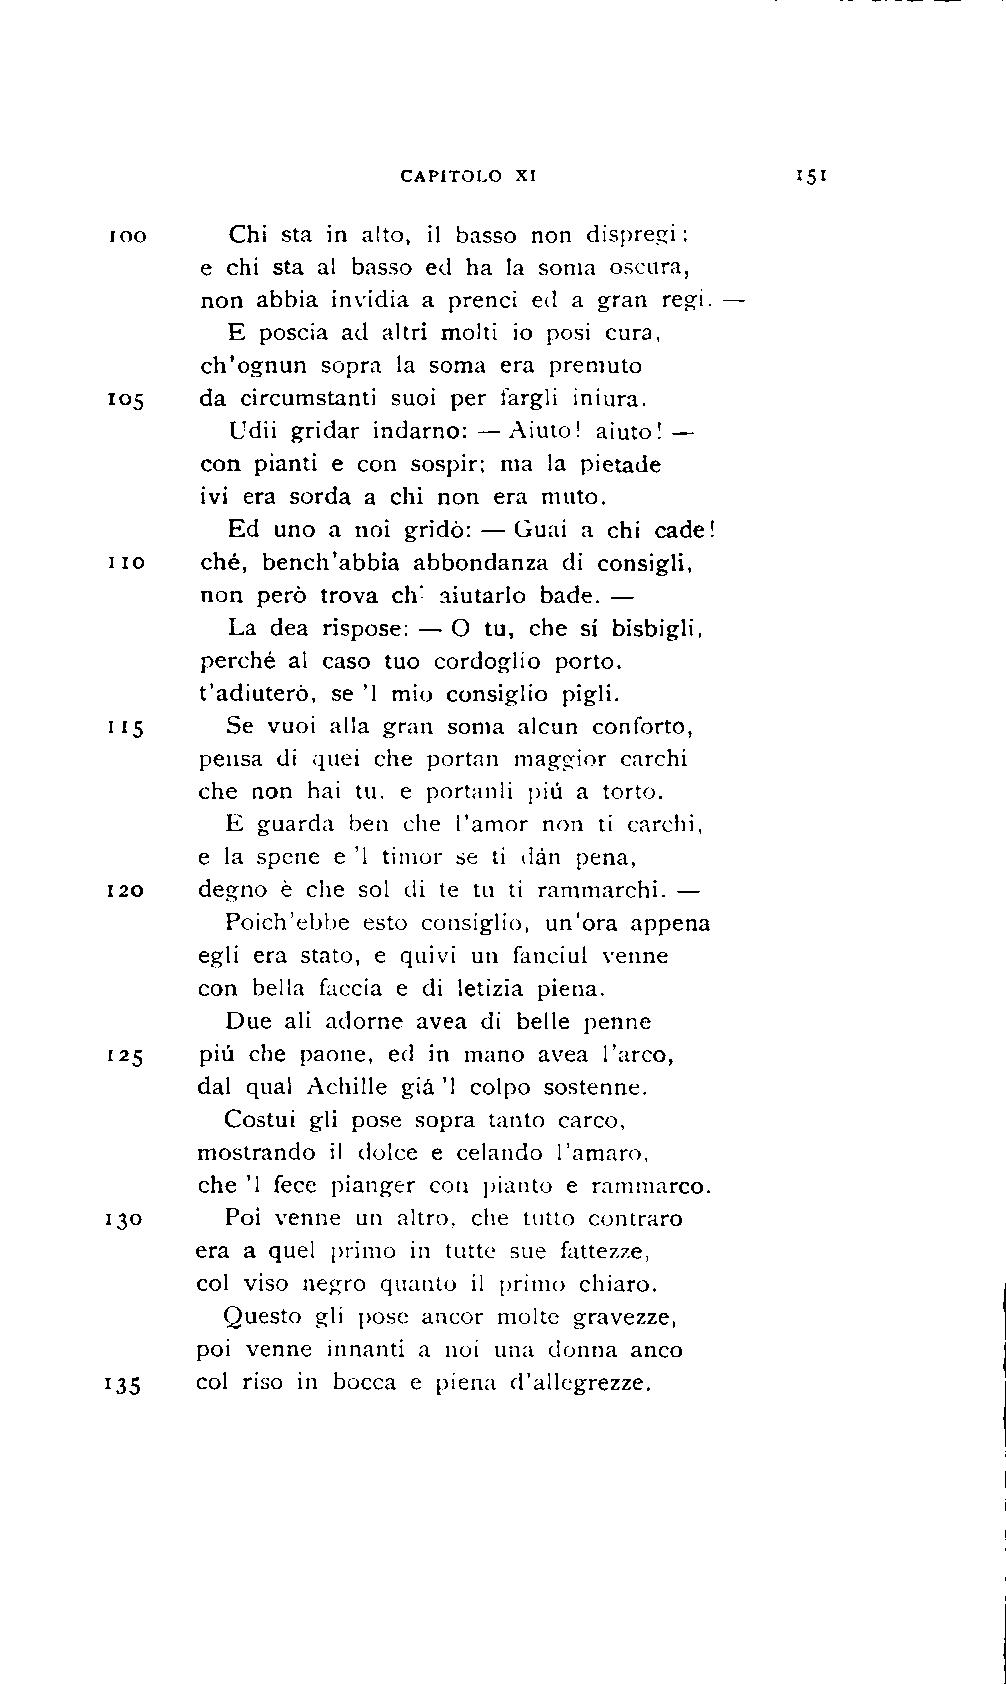 CAPITOLO XI 151
100 Chi sta in alto, il basso non dispregi;
e chi sta al basso ed ha la soma oscura,
non abbia invidia a prenci ed a gran regi. —
E poscia ad altri molti io posi cura,
ch'ognun sopra la soma era premuto
105 da circumstanti suoi per fargli iniura.
Udii gridar indarno: — Aiuto! aiuto! —
con pianti e con sospir; ma la pietade
ivi era sorda a chi non era muto.
Ed uno a noi gridò: — Guai a chi cade!
110 ché, bench'abbia abbondanza di consigli,
non però trova chi aiutarlo bade. —
La dea rispose: — O tu, che sí bisbigli,
perché al caso tuo cordoglio porto.
t'adiuterò, se 'l mio consiglio pigli.
115 Se vuoi alla gran soma alcun conforto,
pensa di quei che portan maggior carchi
che non hai tu, e portanli piú a torto.
E guarda ben che l'amor non ti carchi,
e la spene e 'l timor se ti dán pena,
120 degno è che sol di te tu ti rammarchi. —
Poich'ebbe esto consiglio, un'ora appena
egli era stato, e quivi un fanciul venne
con bella faccia e di letizia piena.
Due ali adorne avea di belle penne
125 piú che paone, ed in mano avea l'arco,
dal qual Achille giá 'l colpo sostenne.
Costui gli pose sopra tanto carco,
mostrando il dolce e celando l'amaro,
che 'l fece pianger con pianto e rammarco.
130 Poi venne un altro, che tutto contraro
era a quel primo in tutte sue fattezze,
col viso negro quanto il primo chiaro.
Questo gli pose ancor molte gravezze,
poi venne innanti a noi una donna anco
135 col riso in bocca e piena d'allegrezze.